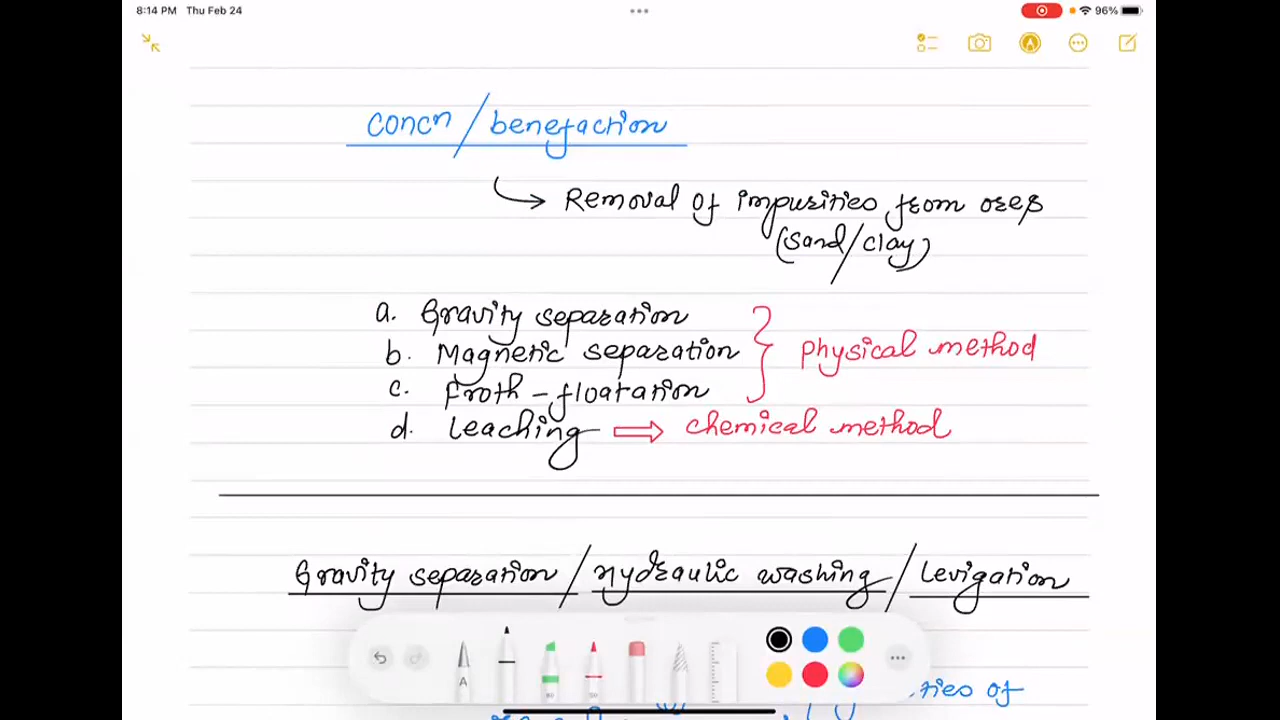 8:14 PM Thu Feb 24
96%
concn / benefaction
Removal of impurities from ores
(sand/clay)
a. Gravity separation
b. Magnetic separation
c. Froth - floatation
d. leaching ⇒ chemical method
physical method
Gravity separation / Hydraulic washing / Levigation
ties of